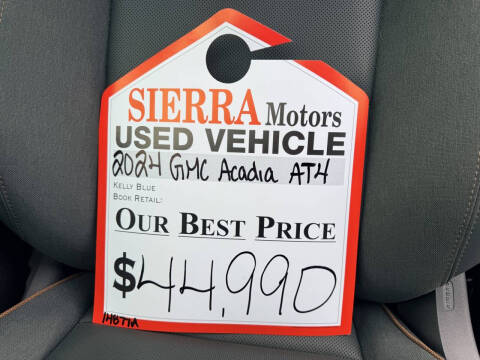 SIERRA Motors
USED VEHICLE
2024 GMC Acadia AT4
KELLY BLUE
BOOK RETAIL:
OUR BEST PRICE
$44,990